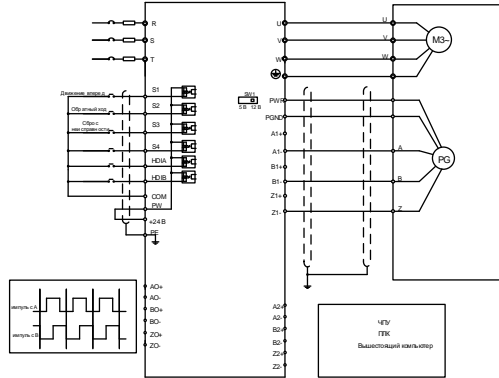 R
S
T
U
V
W
U
V
W
M3~
SW1
5 В 12 В
Движение вперед
S1
Обратный ход
S2
Сброс
неисправности
S3
S4
HDIA
HDIB
COM
PW
+24 В
PE
PWR
PGND
A1+
A1-
B1+
B1-
Z1+
Z1-
A
B
Z
PG
импульс A
импульс B
AO+
AO-
BO+
BO-
ZO+
ZO-
A2+
A2-
B2+
B2-
Z2+
Z2-
ЧПУ
ПЛК
Вышестоящий компьютер